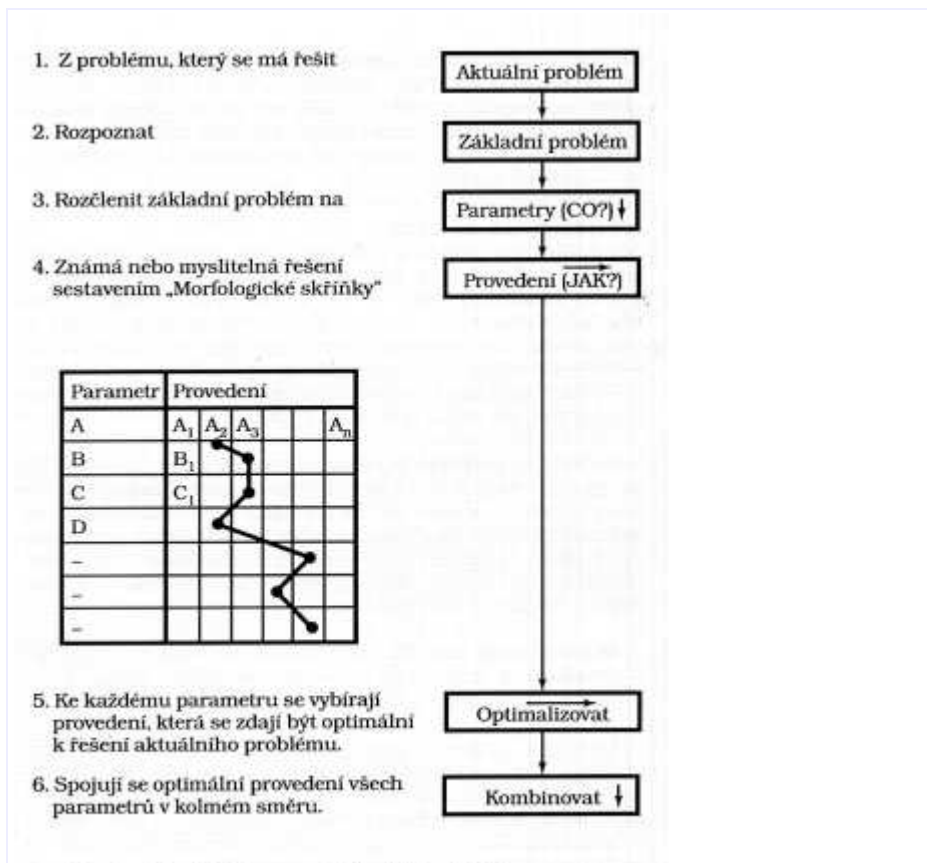 1. Z problému, který se má řešit
Aktuální problém
2. Rozpoznat
Základní problém
3. Rozčlenit základní problém na
Parametry (CO?) ↓
4. Známá nebo myslitelná řešení
sestavením „Morfologické skříňky"
Provedení (JAK?)
Parametr Provedení
A A₁ A₂ A₃ Aₙ
B B₁
C C₁
D
–
–
–
5. Ke každému parametru se vybírají
provedení, která se zdají být optimální
k řešení aktuálního problému.
Optimalizovat
6. Spojují se optimální provedení všech
parametrů v kolmém směru.
Kombinovat ↓